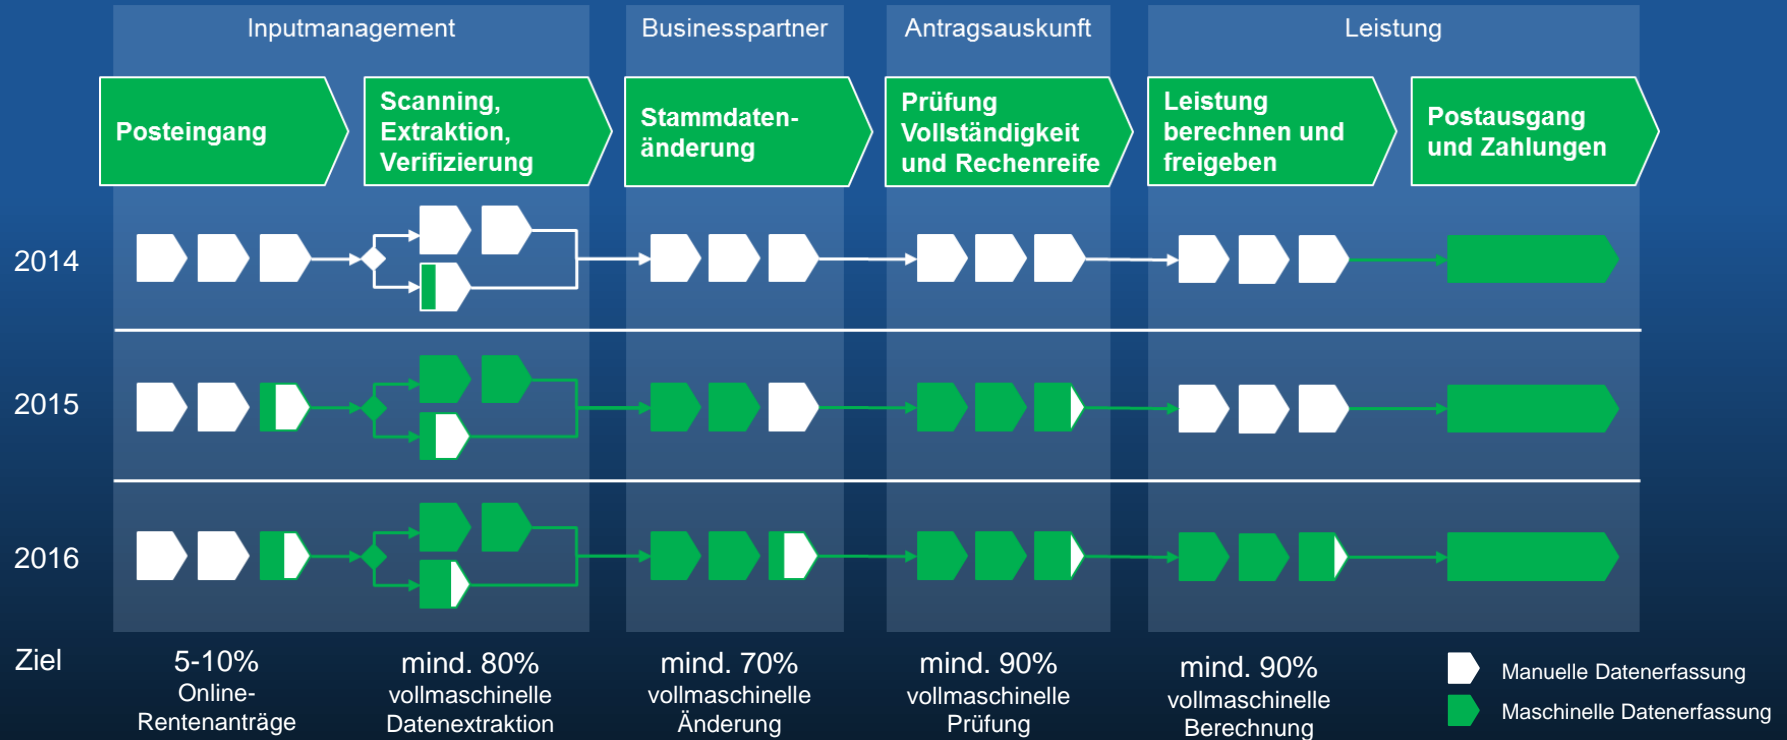 Inputmanagement
Businesspartner
Antragsauskunft
Leistung
Posteingang
Scanning,
Extraktion,
Verifizierung
Stammdaten-
änderung
Prüfung
Vollständigkeit
und Rechenreife
Leistung
berechnen und
freigeben
Postausgang
und Zahlungen
2014
2015
2016
Ziel
5-10%
Online-
Rentenanträge
mind. 80%
vollmaschinelle
Datenextraktion
mind. 70%
vollmaschinelle
Änderung
mind. 90%
vollmaschinelle
Prüfung
mind. 90%
vollmaschinelle
Berechnung
Manuelle Datenerfassung
Maschinelle Datenerfassung